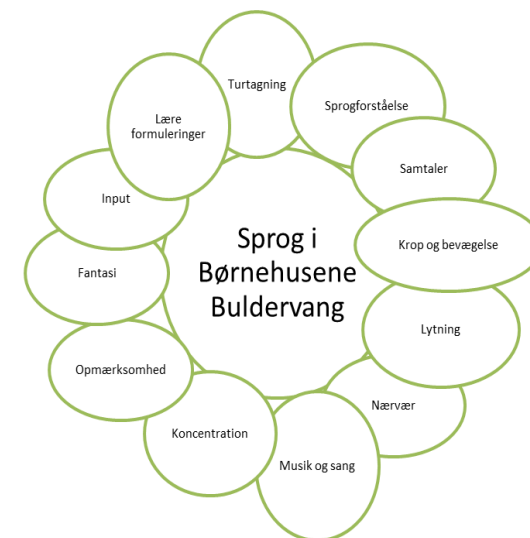 Turtagning
Sprogforståelse
Samtaler
Krop og bevægelse
Lytning
Nærvær
Musik og sang
Koncentration
Opmærksomhed
Fantasi
Input
Lære
formuleringer
Sprog i
Børnehusene
Buldervang